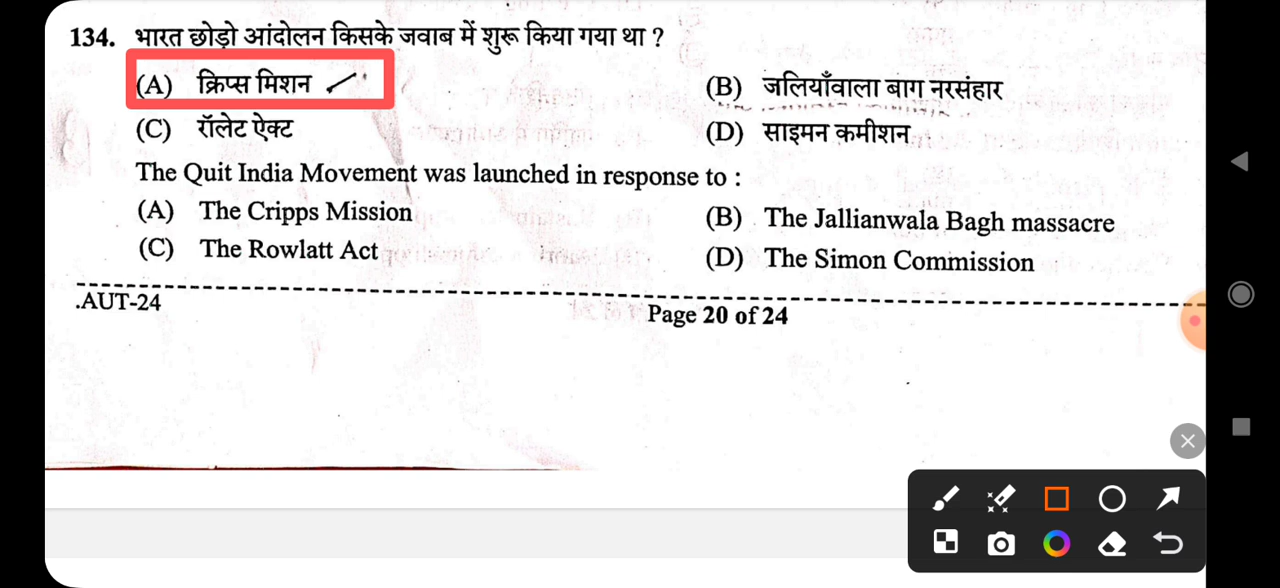 134. भारत छोड़ो आंदोलन किसके जवाब में शुरू किया गया था ?
(A) क्रिप्स मिशन (B) जलियाँवाला बाग नरसंहार
(C) रॉलेट ऐक्ट (D) साइमन कमीशन
The Quit India Movement was launched in response to :
(A) The Cripps Mission (B) The Jallianwala Bagh massacre
(C) The Rowlatt Act (D) The Simon Commission
.AUT-24 Page 20 of 24